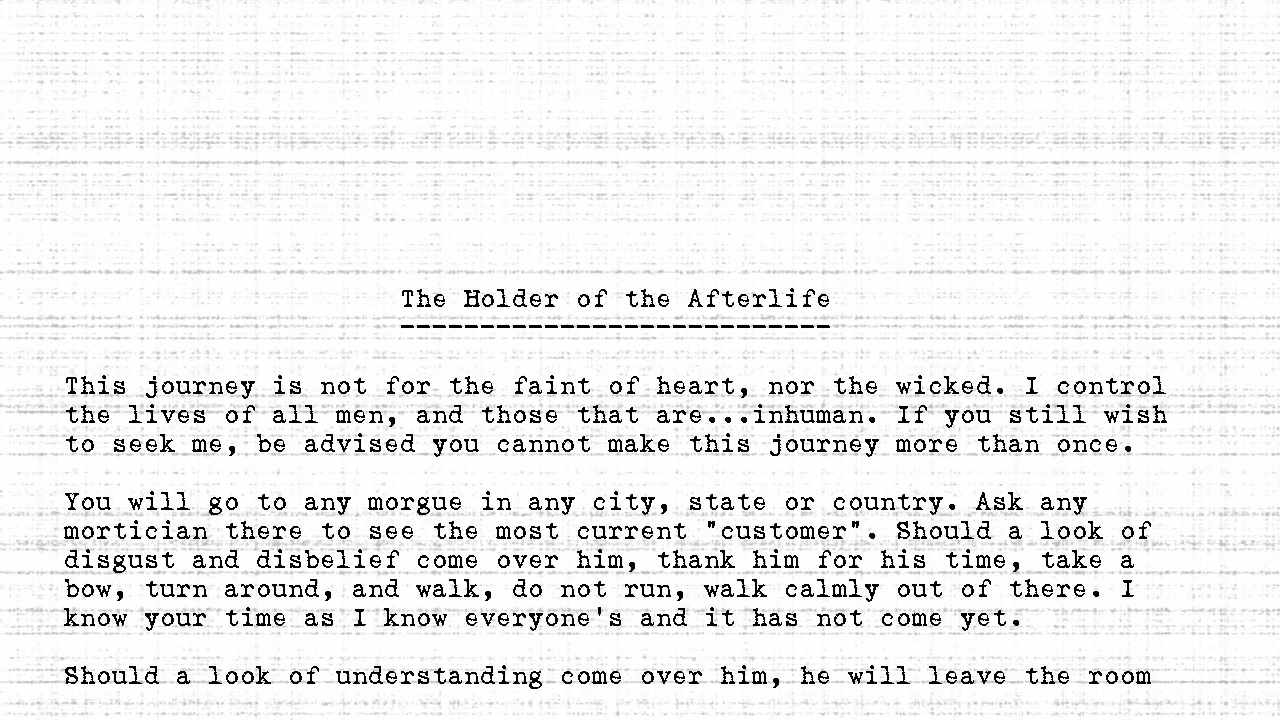 The Holder of the Afterlife
This journey is not for the faint of heart, nor the wicked. I control
the lives of all men, and those that are...inhuman. If you still wish
to seek me, be advised you cannot make this journey more than once.
You will go to any morgue in any city, state or country. Ask any
mortician there to see the most current "customer". Should a look of
disgust and disbelief come over him, thank him for his time, take a
bow, turn around, and walk, do not run, walk calmly out of there. I
know your time as I know everyone's and it has not come yet.
Should a look of understanding come over him, he will leave the room